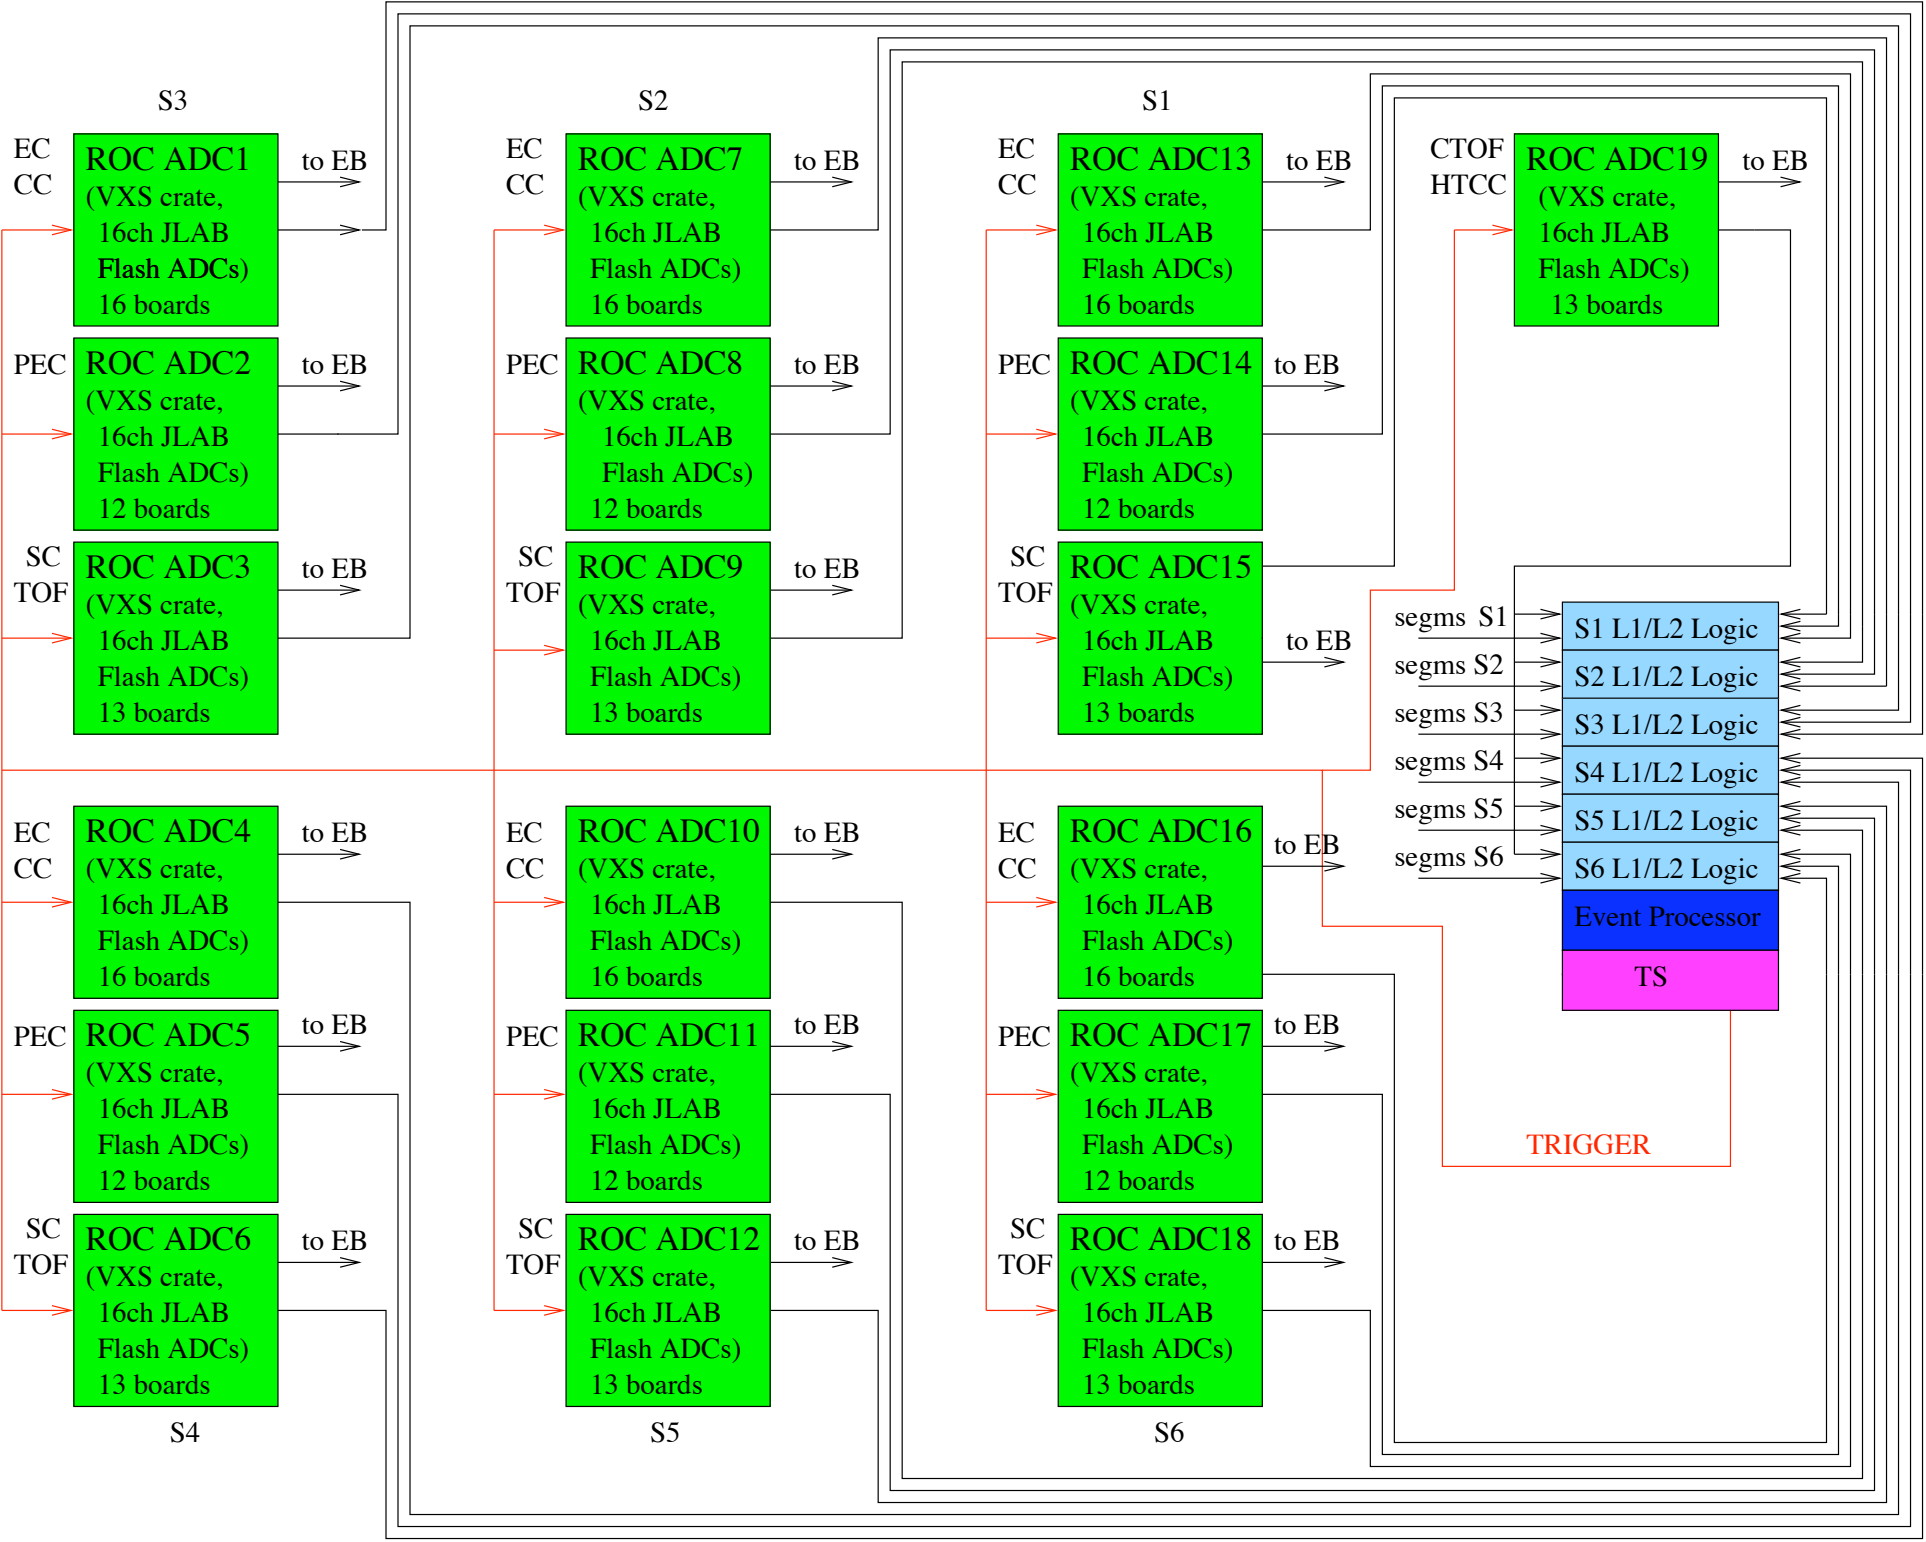 S3
EC
CC
ROC ADC1
(VXS crate,
16ch JLAB
Flash ADCs)
16 boards
to EB
PEC
ROC ADC2
(VXS crate,
16ch JLAB
Flash ADCs)
12 boards
to EB
SC
TOF
ROC ADC3
(VXS crate,
16ch JLAB
Flash ADCs)
13 boards
to EB
S2
EC
CC
ROC ADC7
(VXS crate,
16ch JLAB
Flash ADCs)
16 boards
to EB
PEC
ROC ADC8
(VXS crate,
16ch JLAB
Flash ADCs)
12 boards
to EB
SC
TOF
ROC ADC9
(VXS crate,
16ch JLAB
Flash ADCs)
13 boards
to EB
S1
EC
CC
ROC ADC13
(VXS crate,
16ch JLAB
Flash ADCs)
16 boards
to EB
PEC
ROC ADC14
(VXS crate,
16ch JLAB
Flash ADCs)
12 boards
to EB
SC
TOF
ROC ADC15
(VXS crate,
16ch JLAB
Flash ADCs)
13 boards
to EB
CTOF
HTCC
ROC ADC19
(VXS crate,
16ch JLAB
Flash ADCs)
13 boards
to EB
segms S1
S1 L1/L2 Logic
segms S2
S2 L1/L2 Logic
segms S3
S3 L1/L2 Logic
segms S4
S4 L1/L2 Logic
segms S5
S5 L1/L2 Logic
segms S6
S6 L1/L2 Logic
Event Processor
TS
TRIGGER
EC
CC
ROC ADC4
(VXS crate,
16ch JLAB
Flash ADCs)
16 boards
to EB
PEC
ROC ADC5
(VXS crate,
16ch JLAB
Flash ADCs)
12 boards
to EB
SC
TOF
ROC ADC6
(VXS crate,
16ch JLAB
Flash ADCs)
13 boards
to EB
S4
EC
CC
ROC ADC10
(VXS crate,
16ch JLAB
Flash ADCs)
16 boards
to EB
PEC
ROC ADC11
(VXS crate,
16ch JLAB
Flash ADCs)
12 boards
to EB
SC
TOF
ROC ADC12
(VXS crate,
16ch JLAB
Flash ADCs)
13 boards
to EB
S5
EC
CC
ROC ADC16
(VXS crate,
16ch JLAB
Flash ADCs)
16 boards
to EB
PEC
ROC ADC17
(VXS crate,
16ch JLAB
Flash ADCs)
12 boards
to EB
SC
TOF
ROC ADC18
(VXS crate,
16ch JLAB
Flash ADCs)
13 boards
to EB
S6